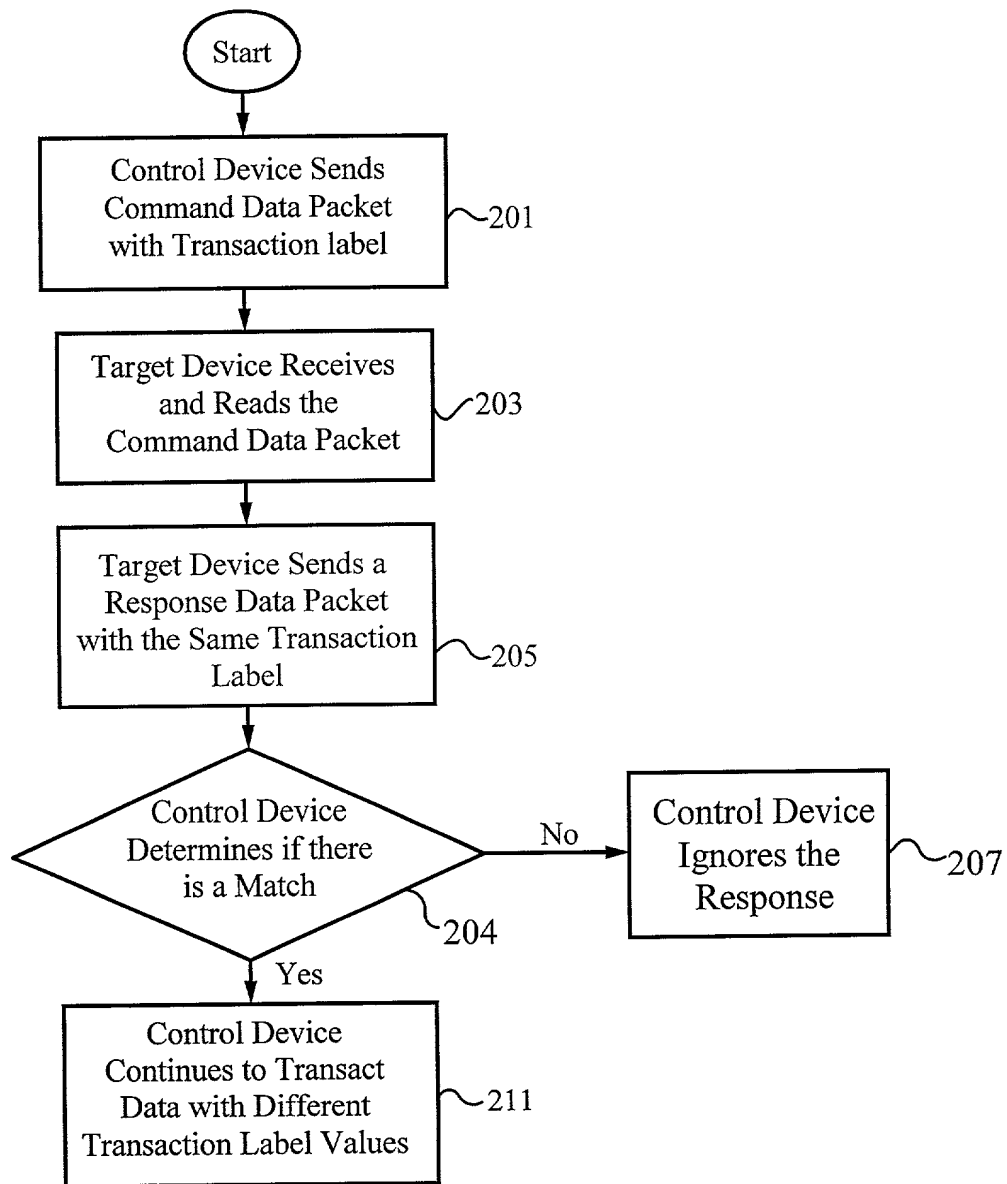 Start
Control Device Sends
Command Data Packet
with Transaction label
201
Target Device Receives
and Reads the
Command Data Packet
203
Target Device Sends a
Response Data Packet
with the Same Transaction
Label
205
Control Device
Determines if there
is a Match
204
No
Control Device
Ignores the
Response
207
Yes
Control Device
Continues to Transact
Data with Different
Transaction Label Values
211